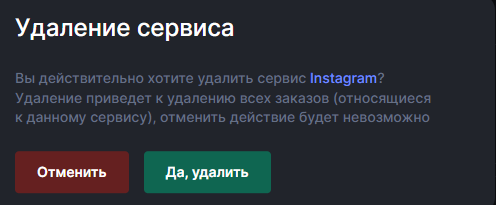 Удаление сервиса
Вы действительно хотите удалить сервис Instagram?
Удаление приведет к удалению всех заказов (относящиеся
к данному сервису), отменить действие будет невозможно
Отменить
Да, удалить